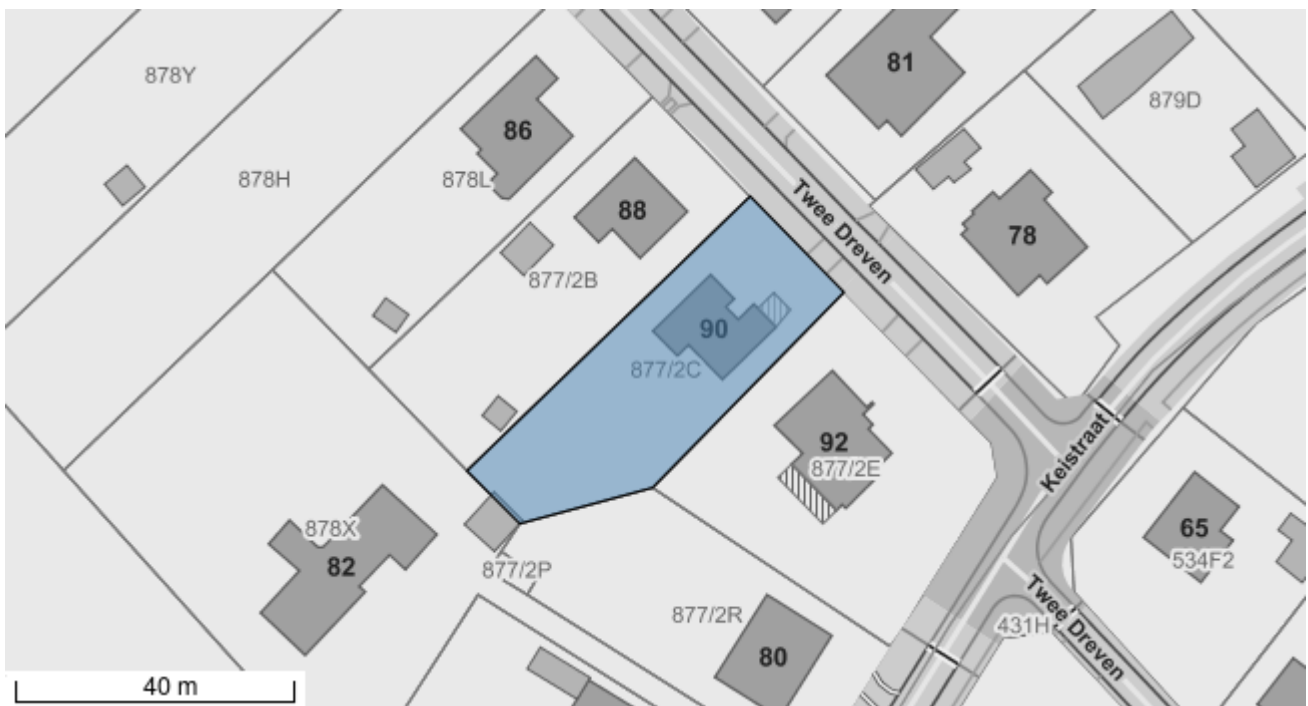 878Y
81
879D
86
878H
878L
88
Twee Dreven
78
877/2B
90
877/2C
92
877/2E
Keistraat
878X
82
65
534F2
877/2P
877/2R
80
431H
Twee Dreven
40 m